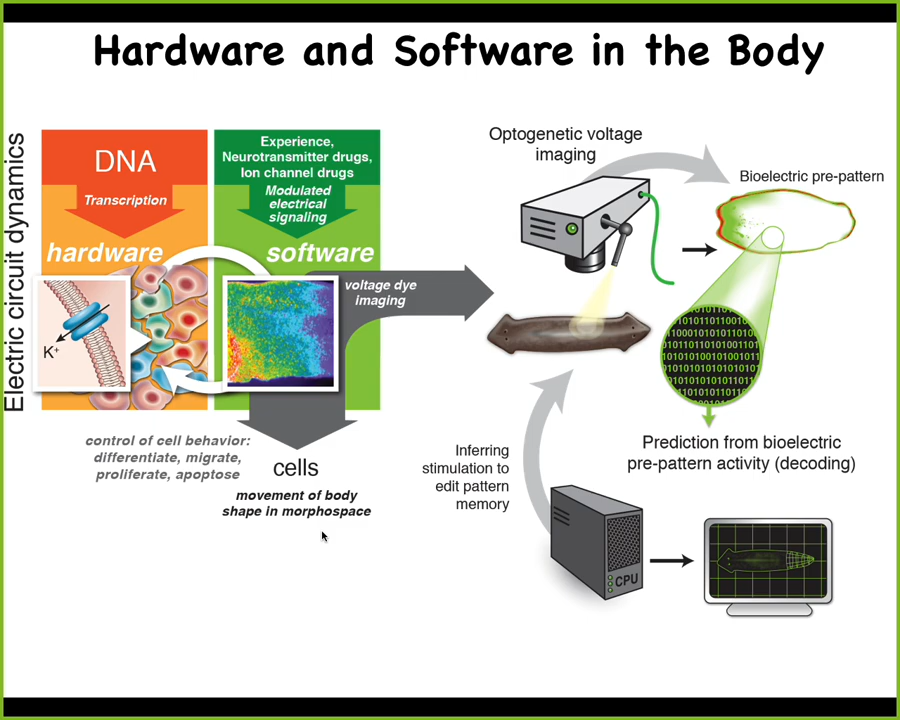 Hardware and Software in the Body
Electric circuit dynamics
DNA
Transcription
hardware
K+
Experience,
Neurotransmitter drugs,
Ion channel drugs
Modulated
electrical
signaling
software
voltage dye
imaging
control of cell behavior:
differentiate, migrate,
proliferate, apoptose
cells
movement of body
shape in morphospace
Optogenetic voltage
imaging
Bioelectric pre-pattern
Prediction from bioelectric
pre-pattern activity (decoding)
Inferring
stimulation to
edit pattern
memory
CPU